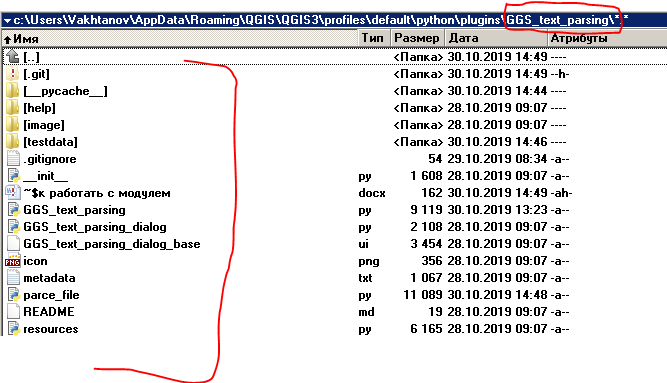 c:\Users\Vakhtanov\AppData\Roaming\QGIS\QGIS3\profiles\default\python\plugins\GGS_text_parsing\*.*
Имя Тип Размер Дата Атрибуты
[..] <Папка> 30.10.2019 14:49 ----
[.git] <Папка> 30.10.2019 14:49 --h-
[__pycache__] <Папка> 30.10.2019 14:44 ----
[help] <Папка> 28.10.2019 09:07 ----
[image] <Папка> 28.10.2019 09:07 ----
[testdata] <Папка> 30.10.2019 14:46 ----
.gitignore 54 29.10.2019 08:34 -a--
__init__ py 1 608 28.10.2019 09:07 -a--
~$к работать с модулем docx 162 30.10.2019 14:49 -ah-
GGS_text_parsing py 9 119 30.10.2019 13:23 -a--
GGS_text_parsing_dialog py 2 108 28.10.2019 09:07 -a--
GGS_text_parsing_dialog_base ui 3 454 28.10.2019 09:07 -a--
icon png 356 28.10.2019 09:07 -a--
metadata txt 1 067 28.10.2019 09:07 -a--
parce_file py 11 089 30.10.2019 14:48 -a--
README md 19 28.10.2019 09:07 -a--
resources py 6 165 28.10.2019 09:07 -a--